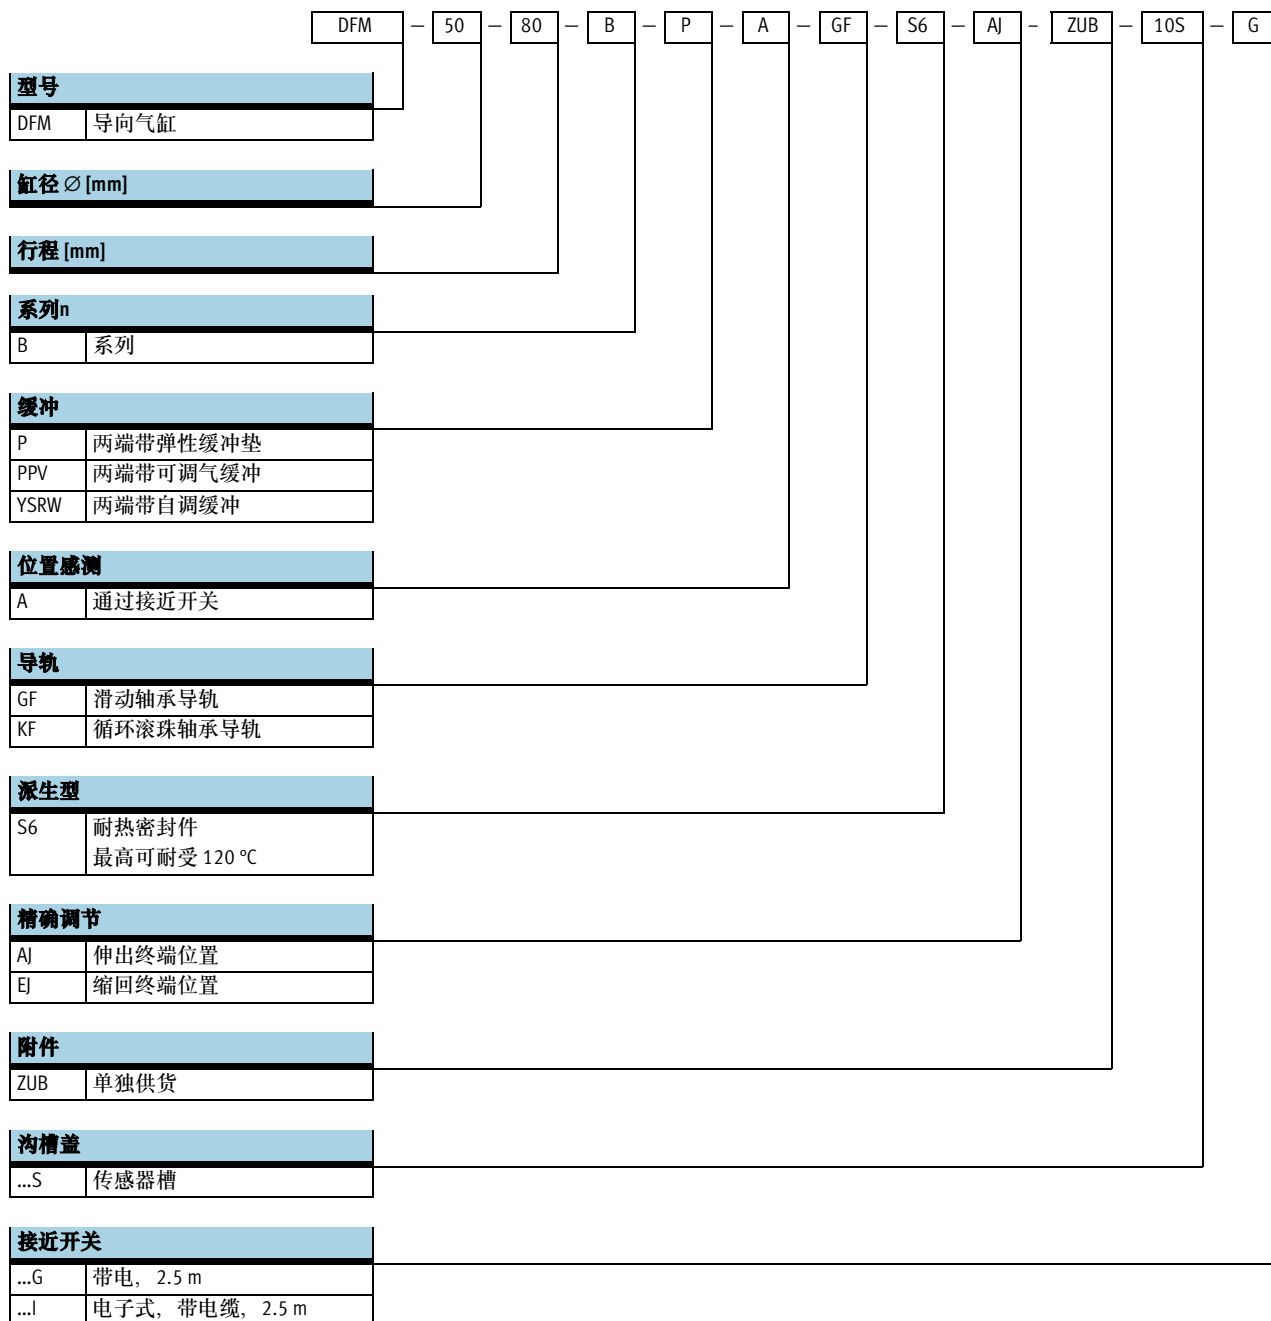 DFM – 50 – 80 – B – P – A – GF – S6 – AJ – ZUB – 10S – G
型号
DFM 导向气缸
缸径 ∅ [mm]
行程 [mm]
系列n
B 系列
缓冲
P 两端带弹性缓冲垫
PPV 两端带可调气缓冲
YSRW 两端带自调缓冲
位置感测
A 通过接近开关
导轨
GF 滑动轴承导轨
KF 循环滚珠轴承导轨
派生型
S6 耐热密封件
最高可耐受 120 ºC
精确调节
AJ 伸出终端位置
EJ 缩回终端位置
附件
ZUB 单独供货
沟槽盖
...S 传感器槽
接近开关
...G 带电, 2.5 m
...I 电子式, 带电缆, 2.5 m